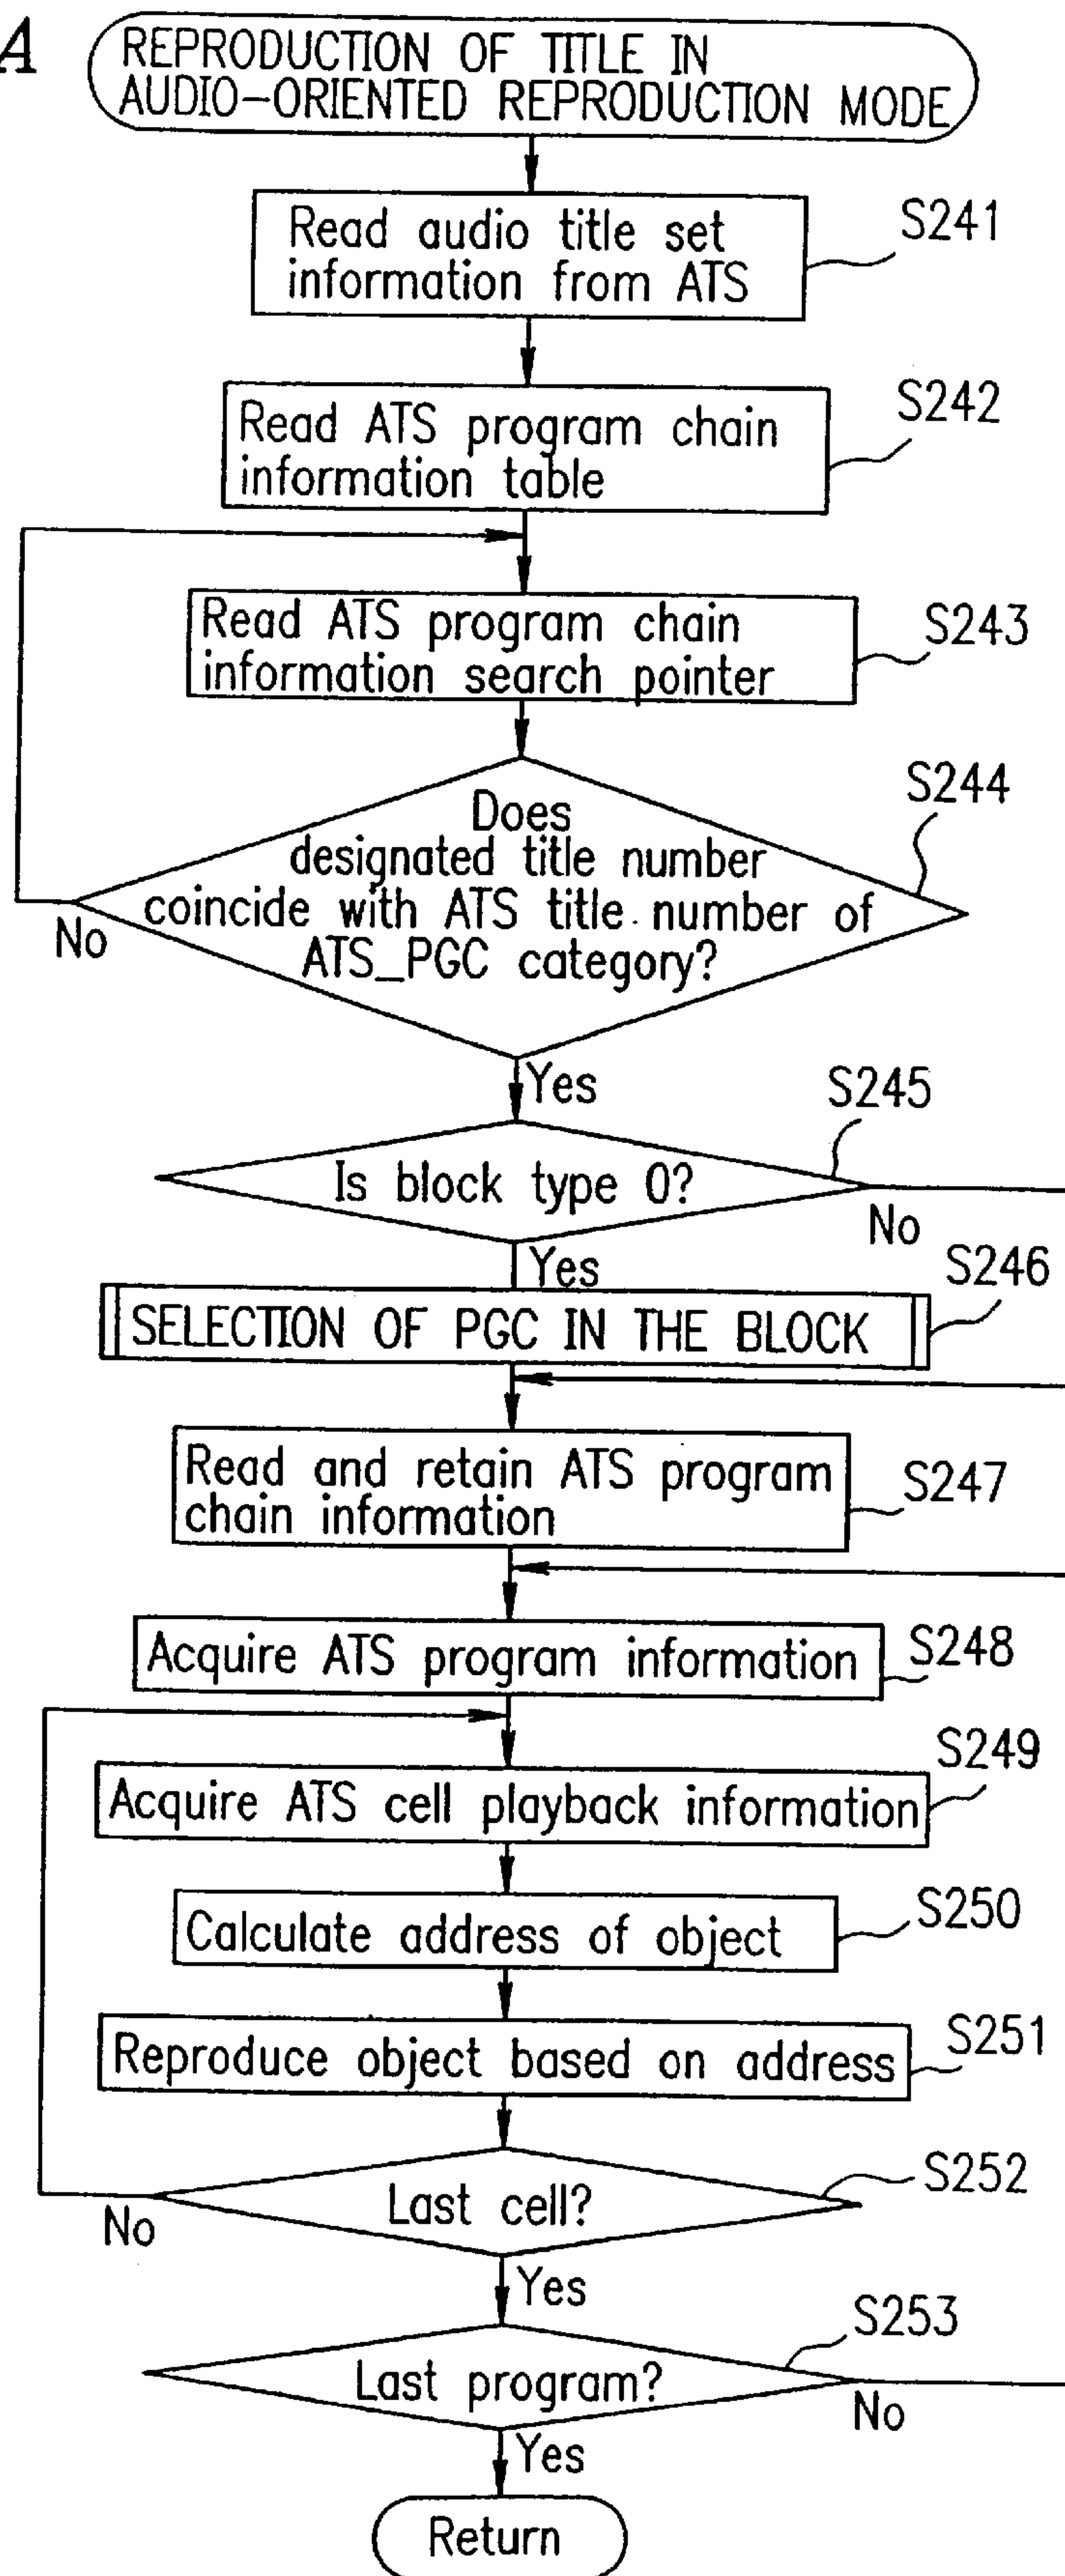 A
REPRODUCTION OF TITLE IN
AUDIO-ORIENTED REPRODUCTION MODE
Read audio title set
information from ATS
S241
Read ATS program chain
information table
S242
Read ATS program chain
information search pointer
S243
Does
designated title number
coincide with ATS title number of
ATS_PGC category?
S244
No
Yes
Is block type 0?
S245
No
Yes
SELECTION OF PGC IN THE BLOCK
S246
Read and retain ATS program
chain information
S247
Acquire ATS program information
S248
Acquire ATS cell playback information
S249
Calculate address of object
S250
Reproduce object based on address
S251
Last cell?
S252
No
Yes
Last program?
S253
No
Yes
Return